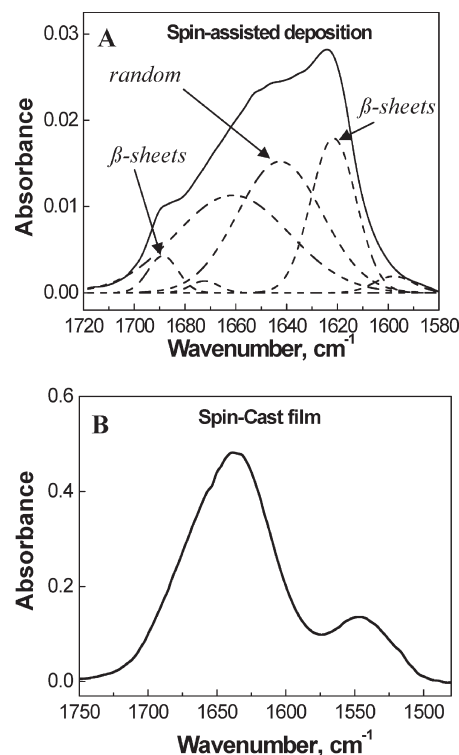 A
Spin-assisted deposition
random
ß-sheets
ß-sheets
0.03
0.02
0.01
0.00
Absorbance
1720 1700 1680 1660 1640 1620 1600 1580
Wavenumber, cm-1
B
Spin-Cast film
0.6
0.4
0.2
0.0
Absorbance
1750 1700 1650 1600 1550 1500
Wavenumber, cm-1